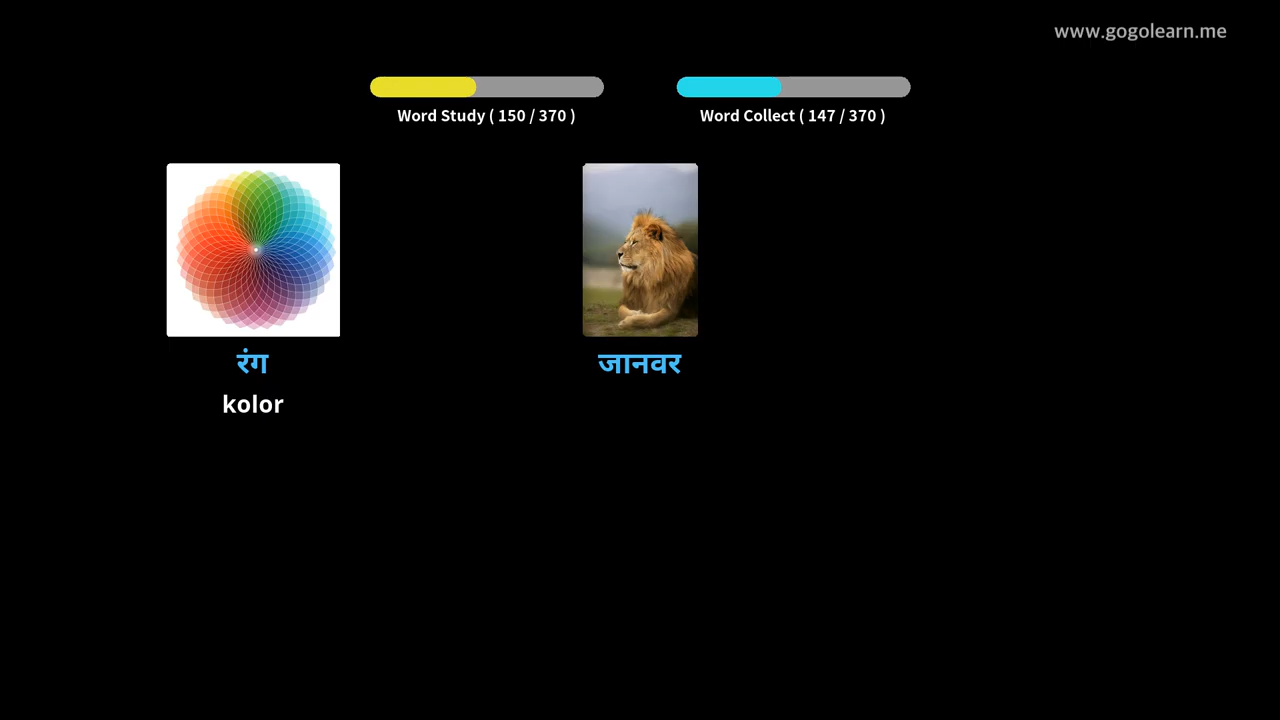 www.gogolearn.me
Word Study ( 150 / 370 )
Word Collect ( 147 / 370 )
रंग
जानवर
kolor